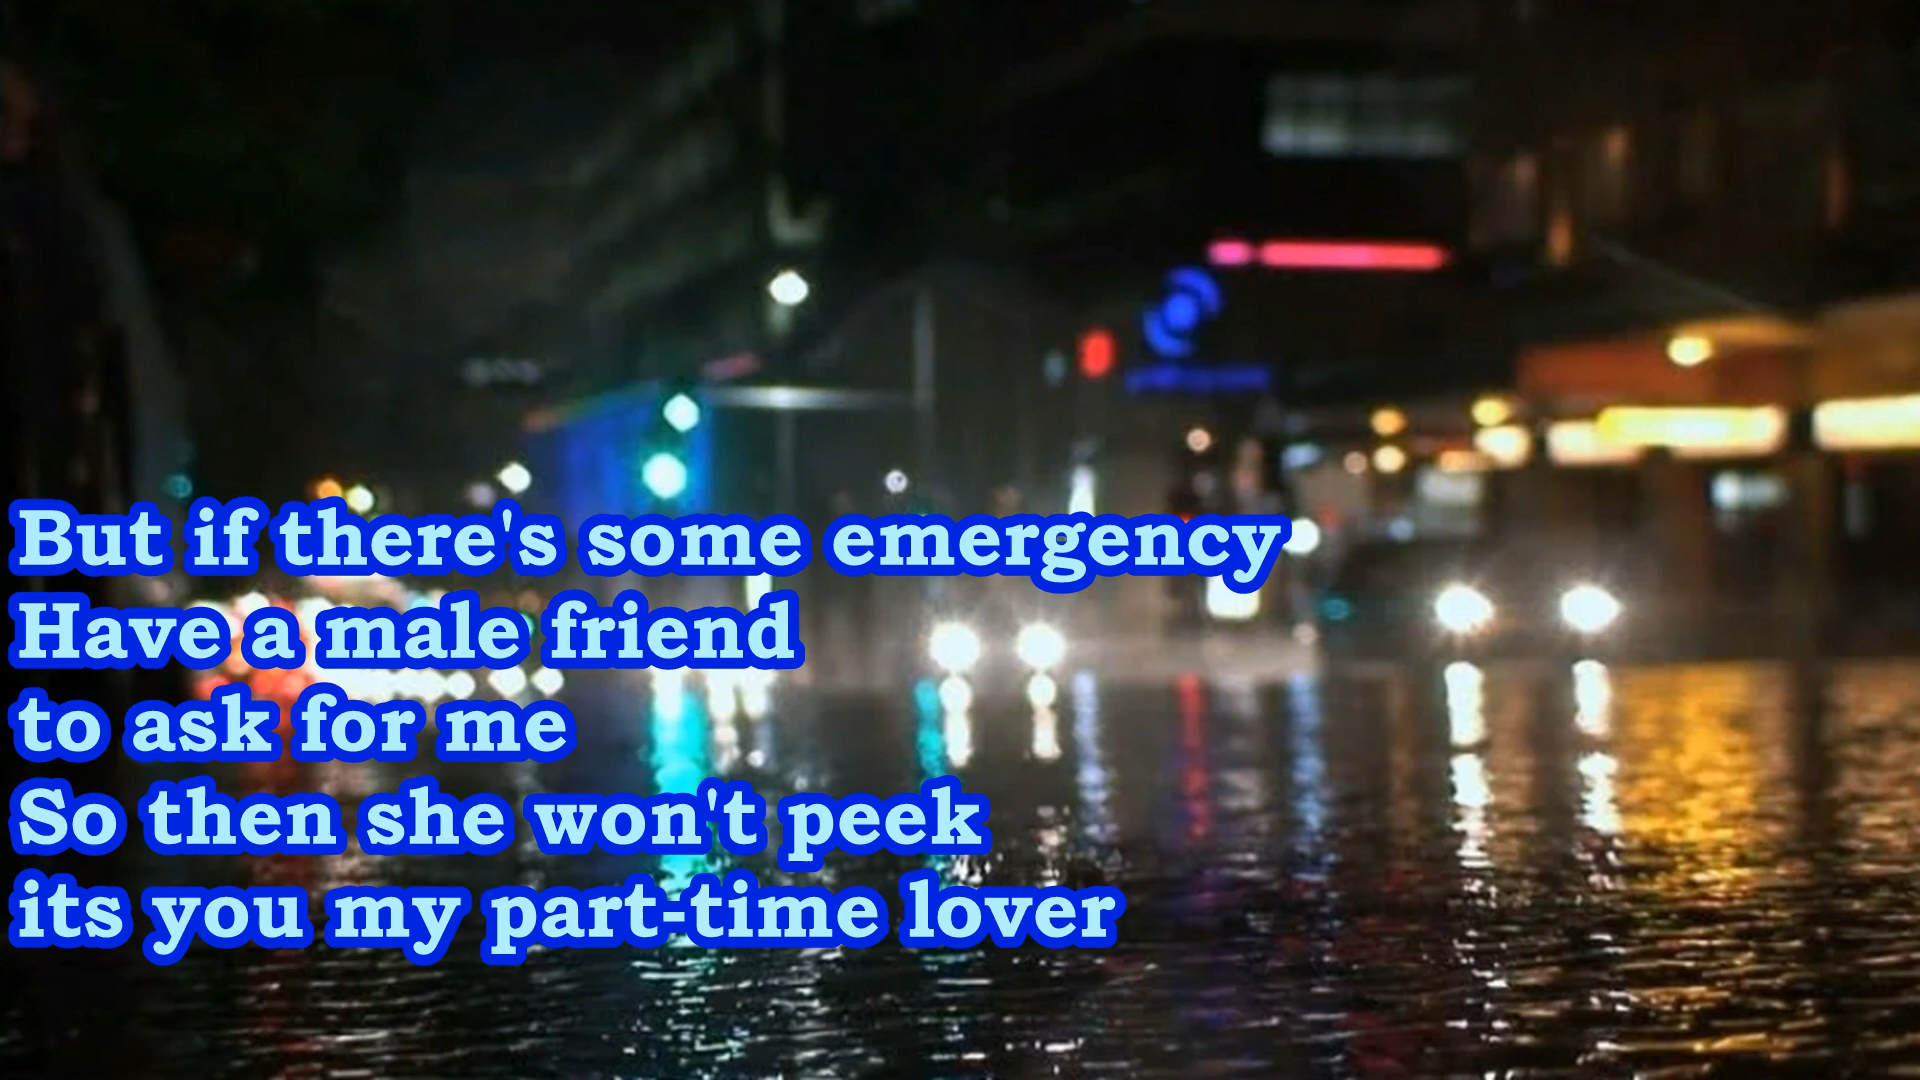 But if there's some emergency
Have a male friend
to ask for me
So then she won't peek
its you my part-time lover